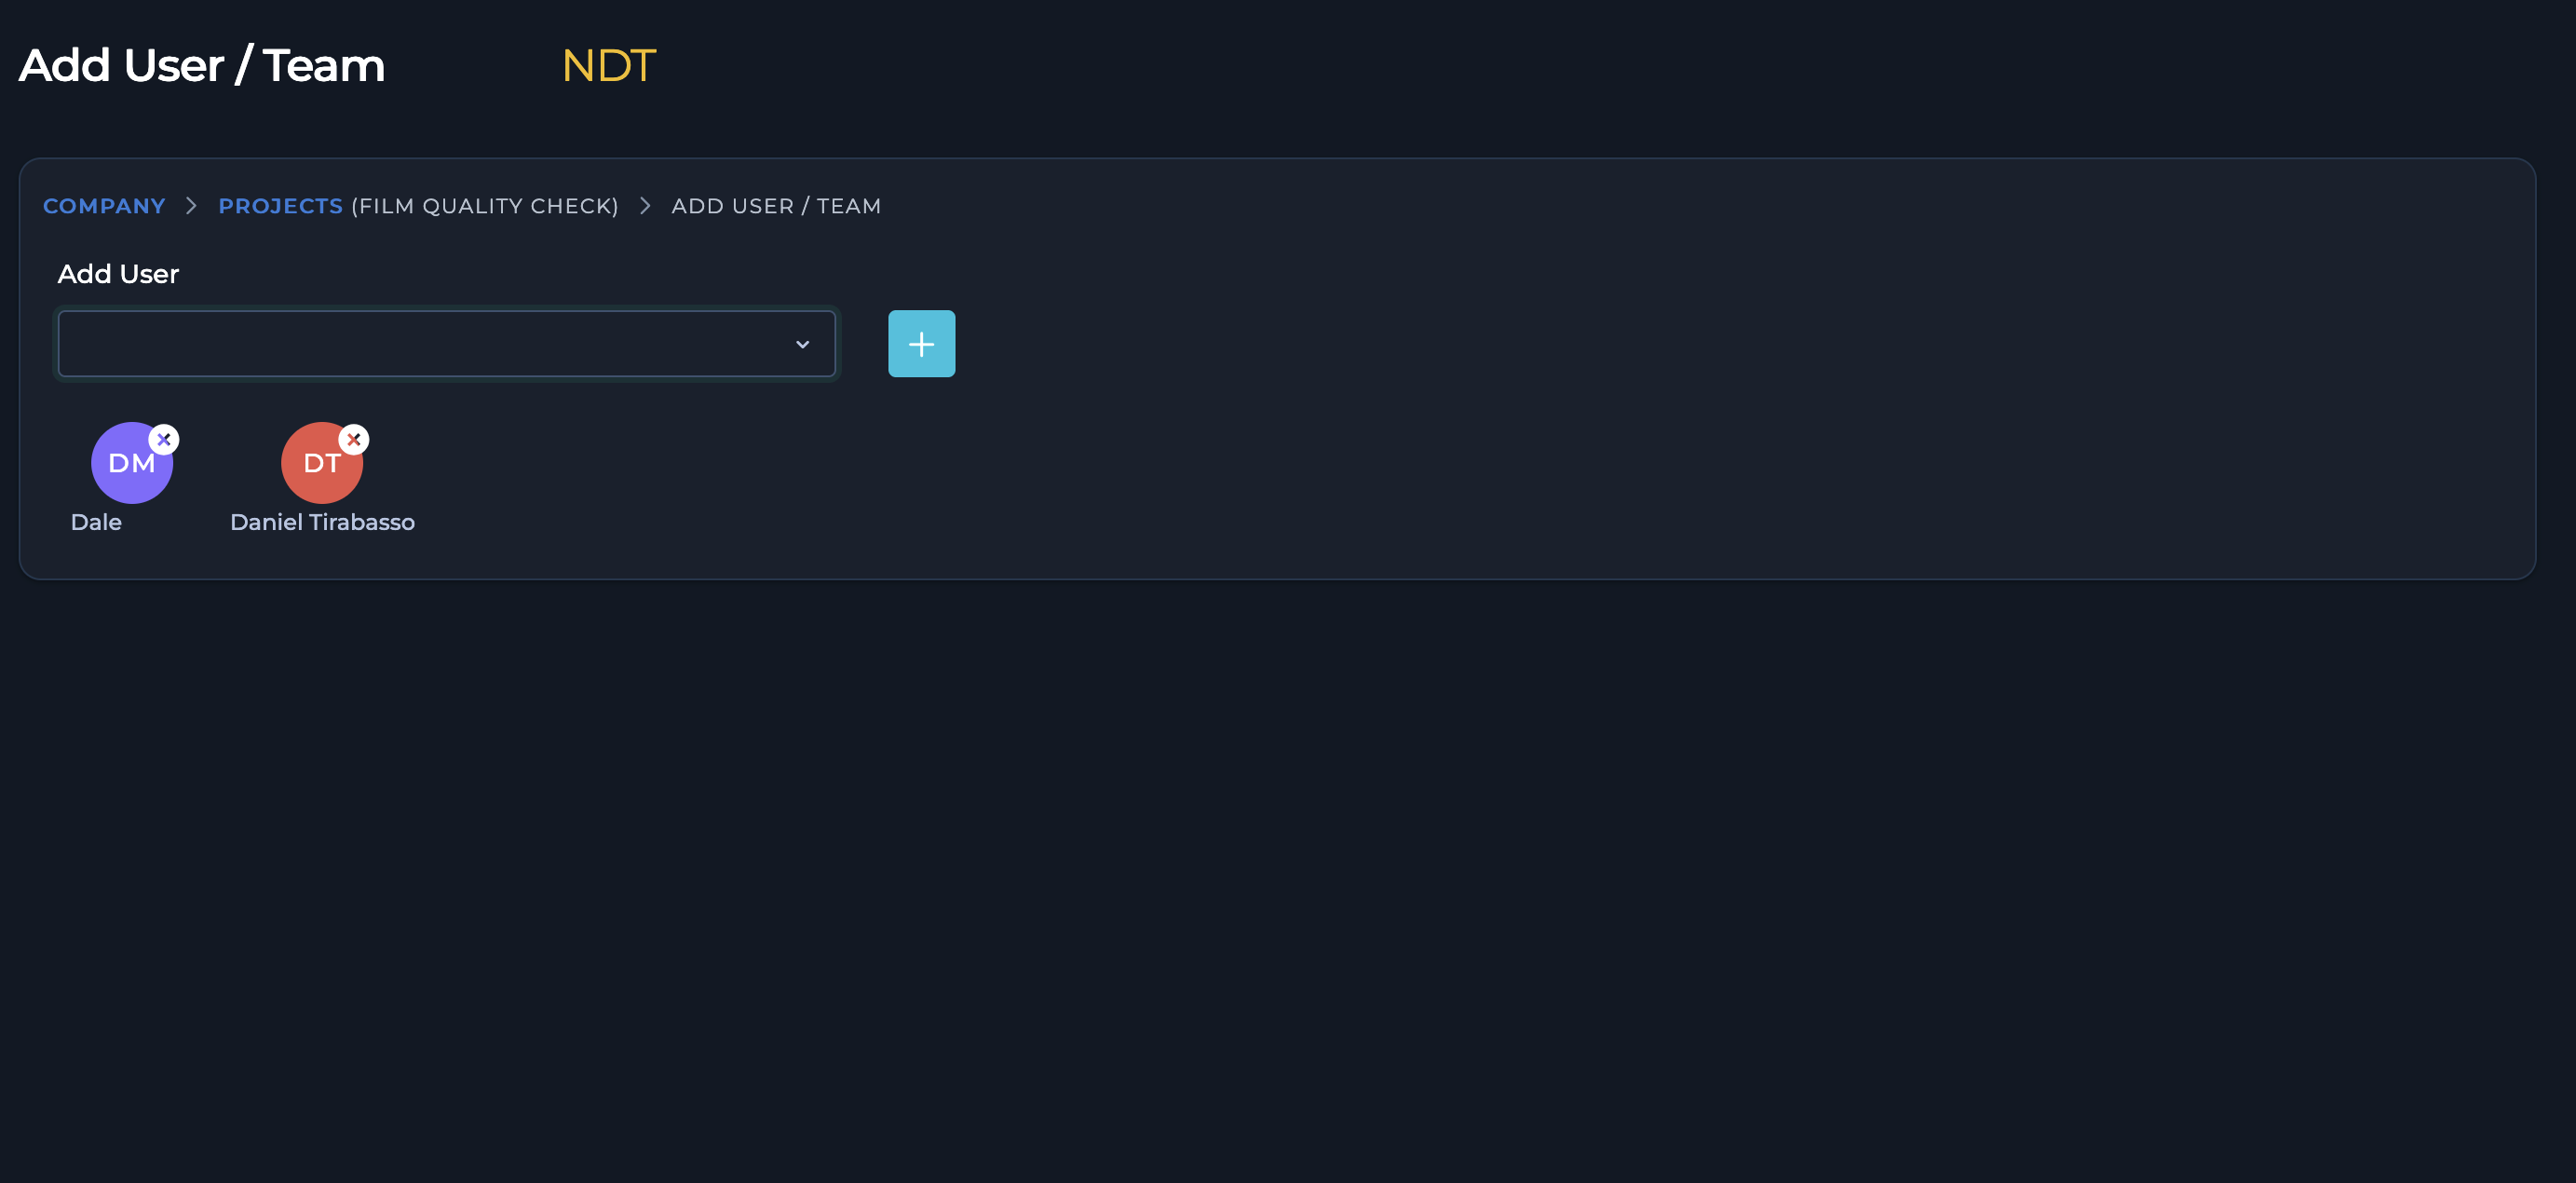 Add User / Team NDT
COMPANY > PROJECTS (FILM QUALITY CHECK) > ADD USER / TEAM
Add User
DM DT
Dale Daniel Tirabasso